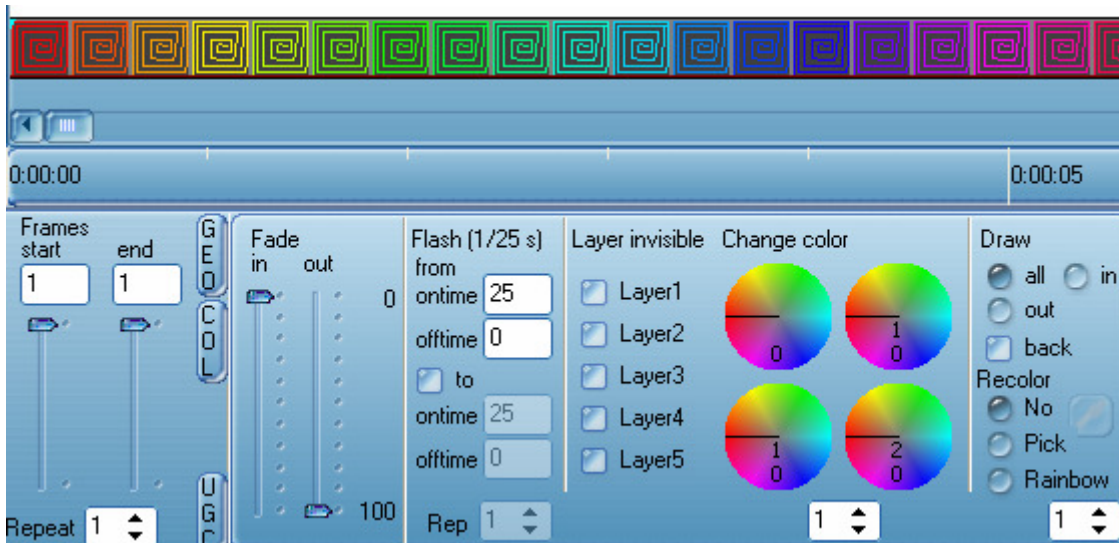 0:00:00 0:00:05
Frames
start end
1 1
G
E
O
C
O
L
U
G
Repeat 1
Fade
in out
0
100
Flash (1/25 s)
from
ontime 25
offtime 0
to
ontime 25
offtime 0
Rep 1
Layer invisible
Layer1
Layer2
Layer3
Layer4
Layer5
Change color
0
1
0
1
0
2
0
1
Draw
all in
out
back
Recolor
No
Pick
Rainbow
1